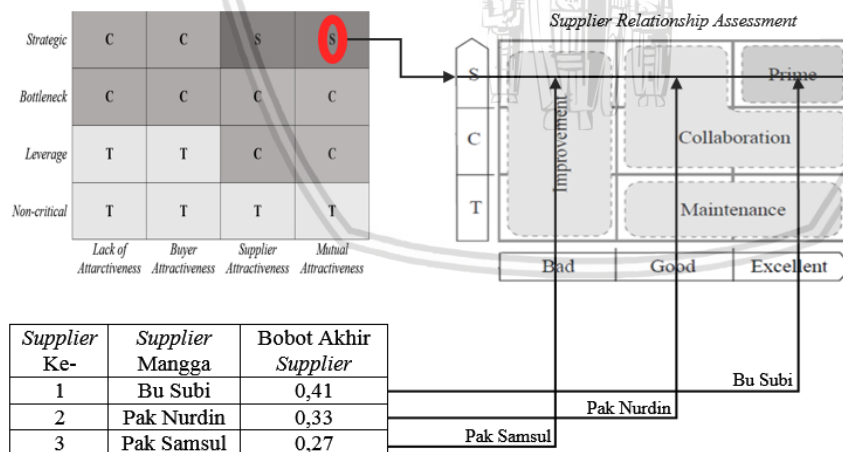 Supplier Relationship Assessment
Strategic C C S S
Bottleneck C C C C
Leverage T T C C
Non-critical T T T T
Lack of Attarctiveness
Buyer Attractiveness
Supplier Attractiveness
Mutual Attractiveness
S
C
T
Improvement
Prime
Collaboration
Maintenance
Bad Good Excellent
Supplier Ke- Supplier Mangga Bobot Akhir Supplier
1 Bu Subi 0,41
2 Pak Nurdin 0,33
3 Pak Samsul 0,27
Bu Subi
Pak Nurdin
Pak Samsul